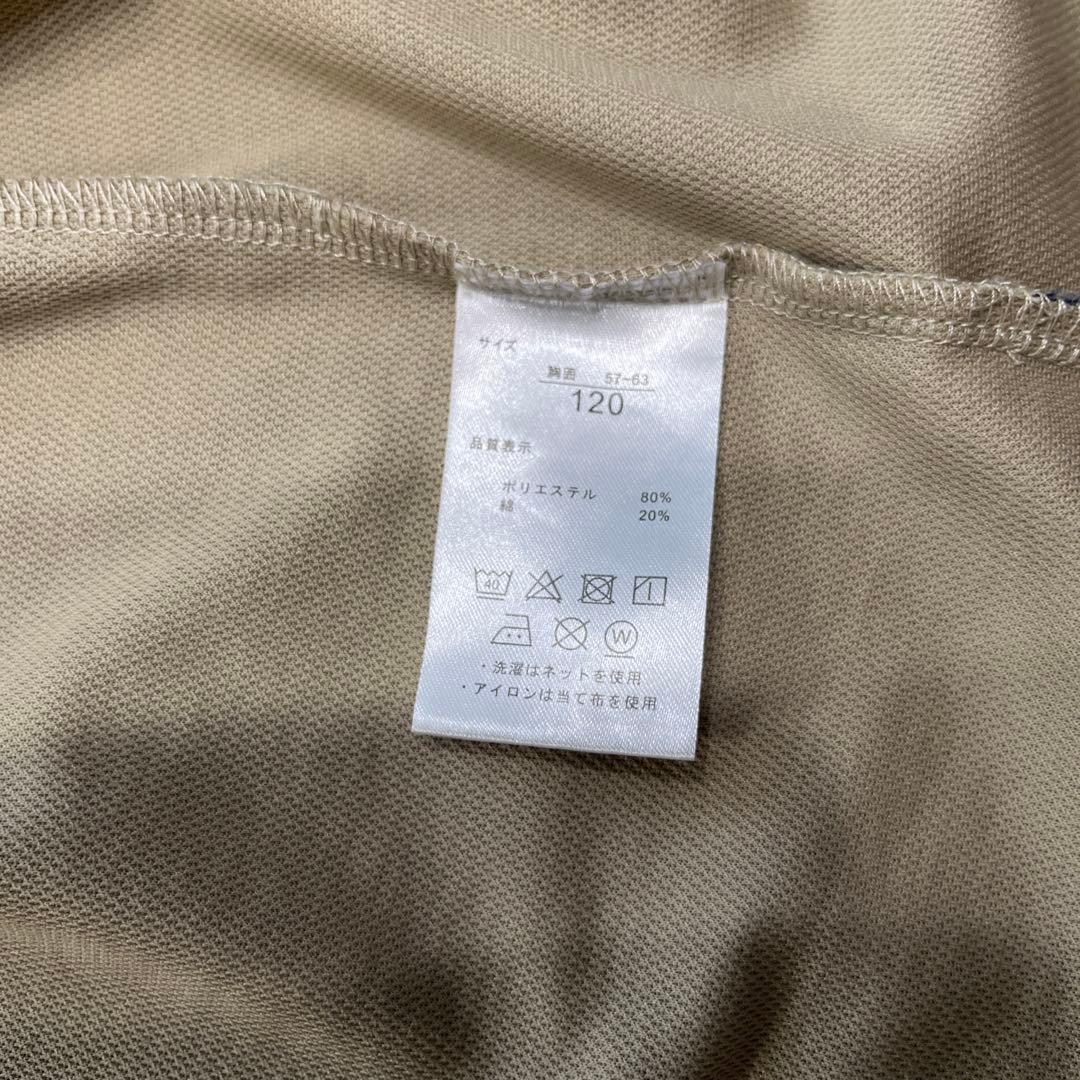 サイズ
胸囲 57~63
120
品質表示
ポリエステル 80%
綿 20%
40
W
・洗濯はネットを使用
・アイロンは当て布を使用